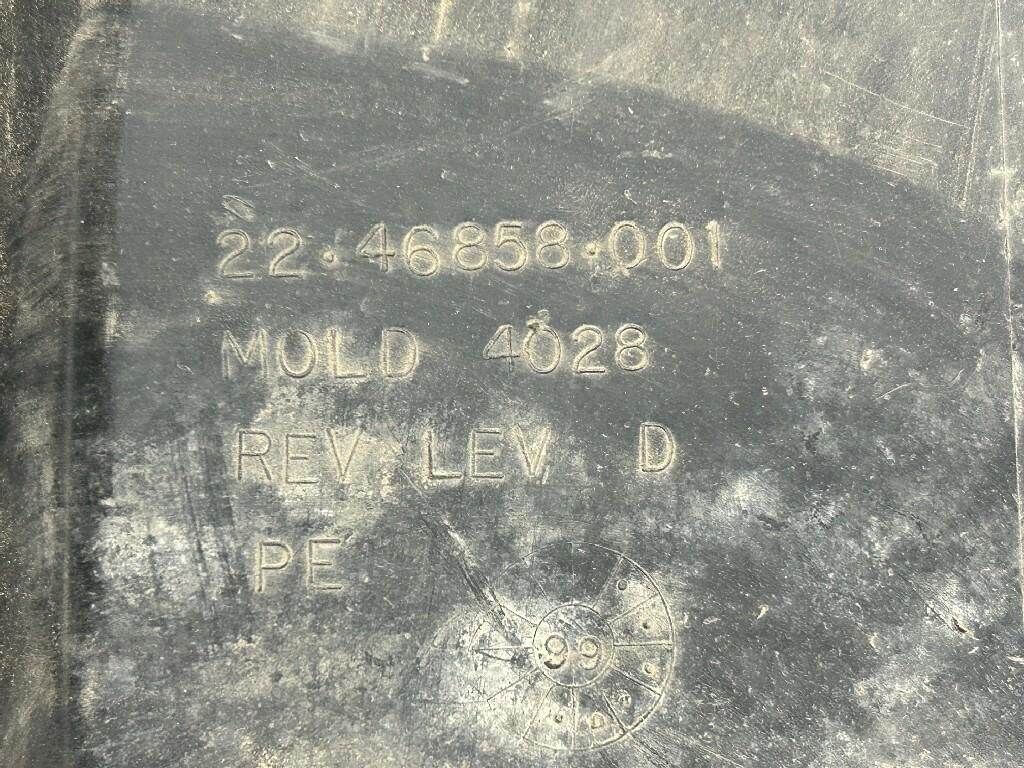 22.46858.001
MOLD 4028
REV LEV D
PE
99